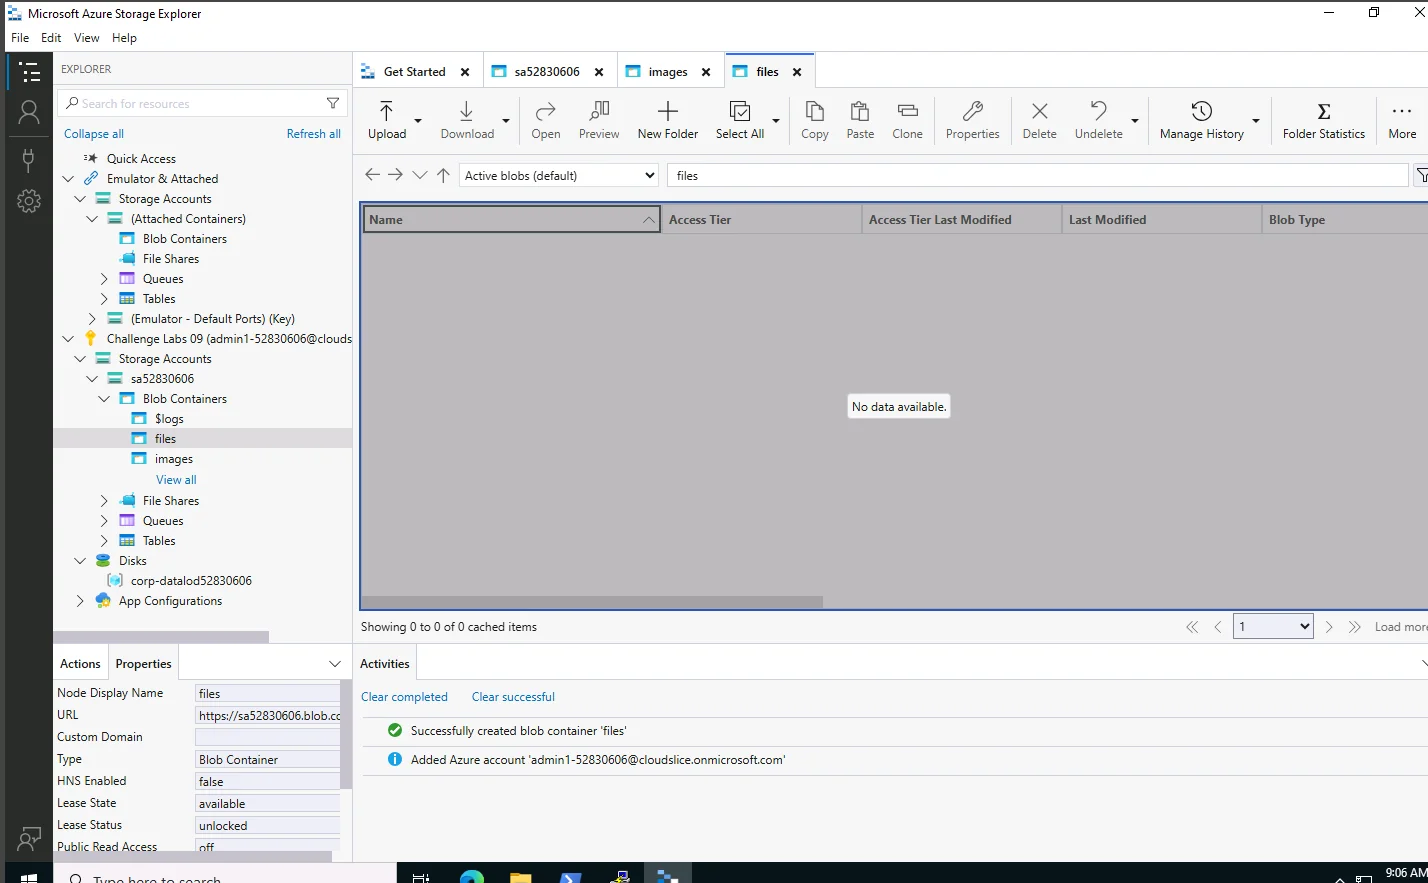 Microsoft Azure Storage Explorer
File Edit View Help
EXPLORER
Search for resources
Collapse all Refresh all
Quick Access
Emulator & Attached
Storage Accounts
(Attached Containers)
Blob Containers
File Shares
Queues
Tables
(Emulator - Default Ports) (Key)
Challenge Labs 09 (admin1-52830606@clouds
Storage Accounts
sa52830606
Blob Containers
$logs
files
images
View all
File Shares
Queues
Tables
Disks
corp-datalod52830606
App Configurations
Actions Properties
Node Display Name files
URL https://sa52830606.blob.co
Custom Domain
Type Blob Container
HNS Enabled false
Lease State available
Lease Status unlocked
Public Read Access off
Get Started sa52830606 images files
Upload Download Open Preview New Folder Select All Copy Paste Clone Properties Delete Undelete Manage History Folder Statistics More
Active blobs (default) files
Name Access Tier Access Tier Last Modified Last Modified Blob Type
No data available.
Showing 0 to 0 of 0 cached items 1 Load more
Activities
Clear completed Clear successful
Successfully created blob container 'files'
Added Azure account 'admin1-52830606@cloudslice.onmicrosoft.com'
Type here to search
9:06 AM